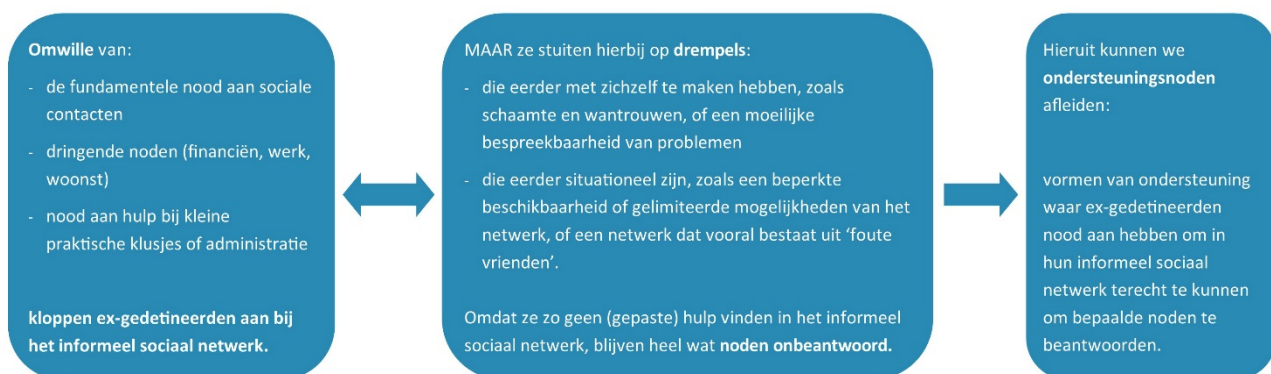 Omwille van:
- de fundamentele nood aan sociale
contacten
- dringende noden (financiën, werk,
woonst)
- nood aan hulp bij kleine
praktische klusjes of administratie
kloppen ex-gedetineerden aan bij
het informeel sociaal netwerk.
MAAR ze stuiten hierbij op drempels:
- die eerder met zichzelf te maken hebben, zoals
schaamte en wantrouwen, of een moeilijke
bespreekbaarheid van problemen
- die eerder situationeel zijn, zoals een beperkte
beschikbaarheid of gelimiteerde mogelijkheden van het
netwerk, of een netwerk dat vooral bestaat uit ‘foute
vrienden’.
Omdat ze zo geen (gepaste) hulp vinden in het informeel
sociaal netwerk, blijven heel wat noden onbeantwoord.
Hieruit kunnen we
ondersteuningsnoden
afleiden:
vormen van ondersteuning
waar ex-gedetineerden
nood aan hebben om in
hun informeel sociaal
netwerk terecht te kunnen
om bepaalde noden te
beantwoorden.